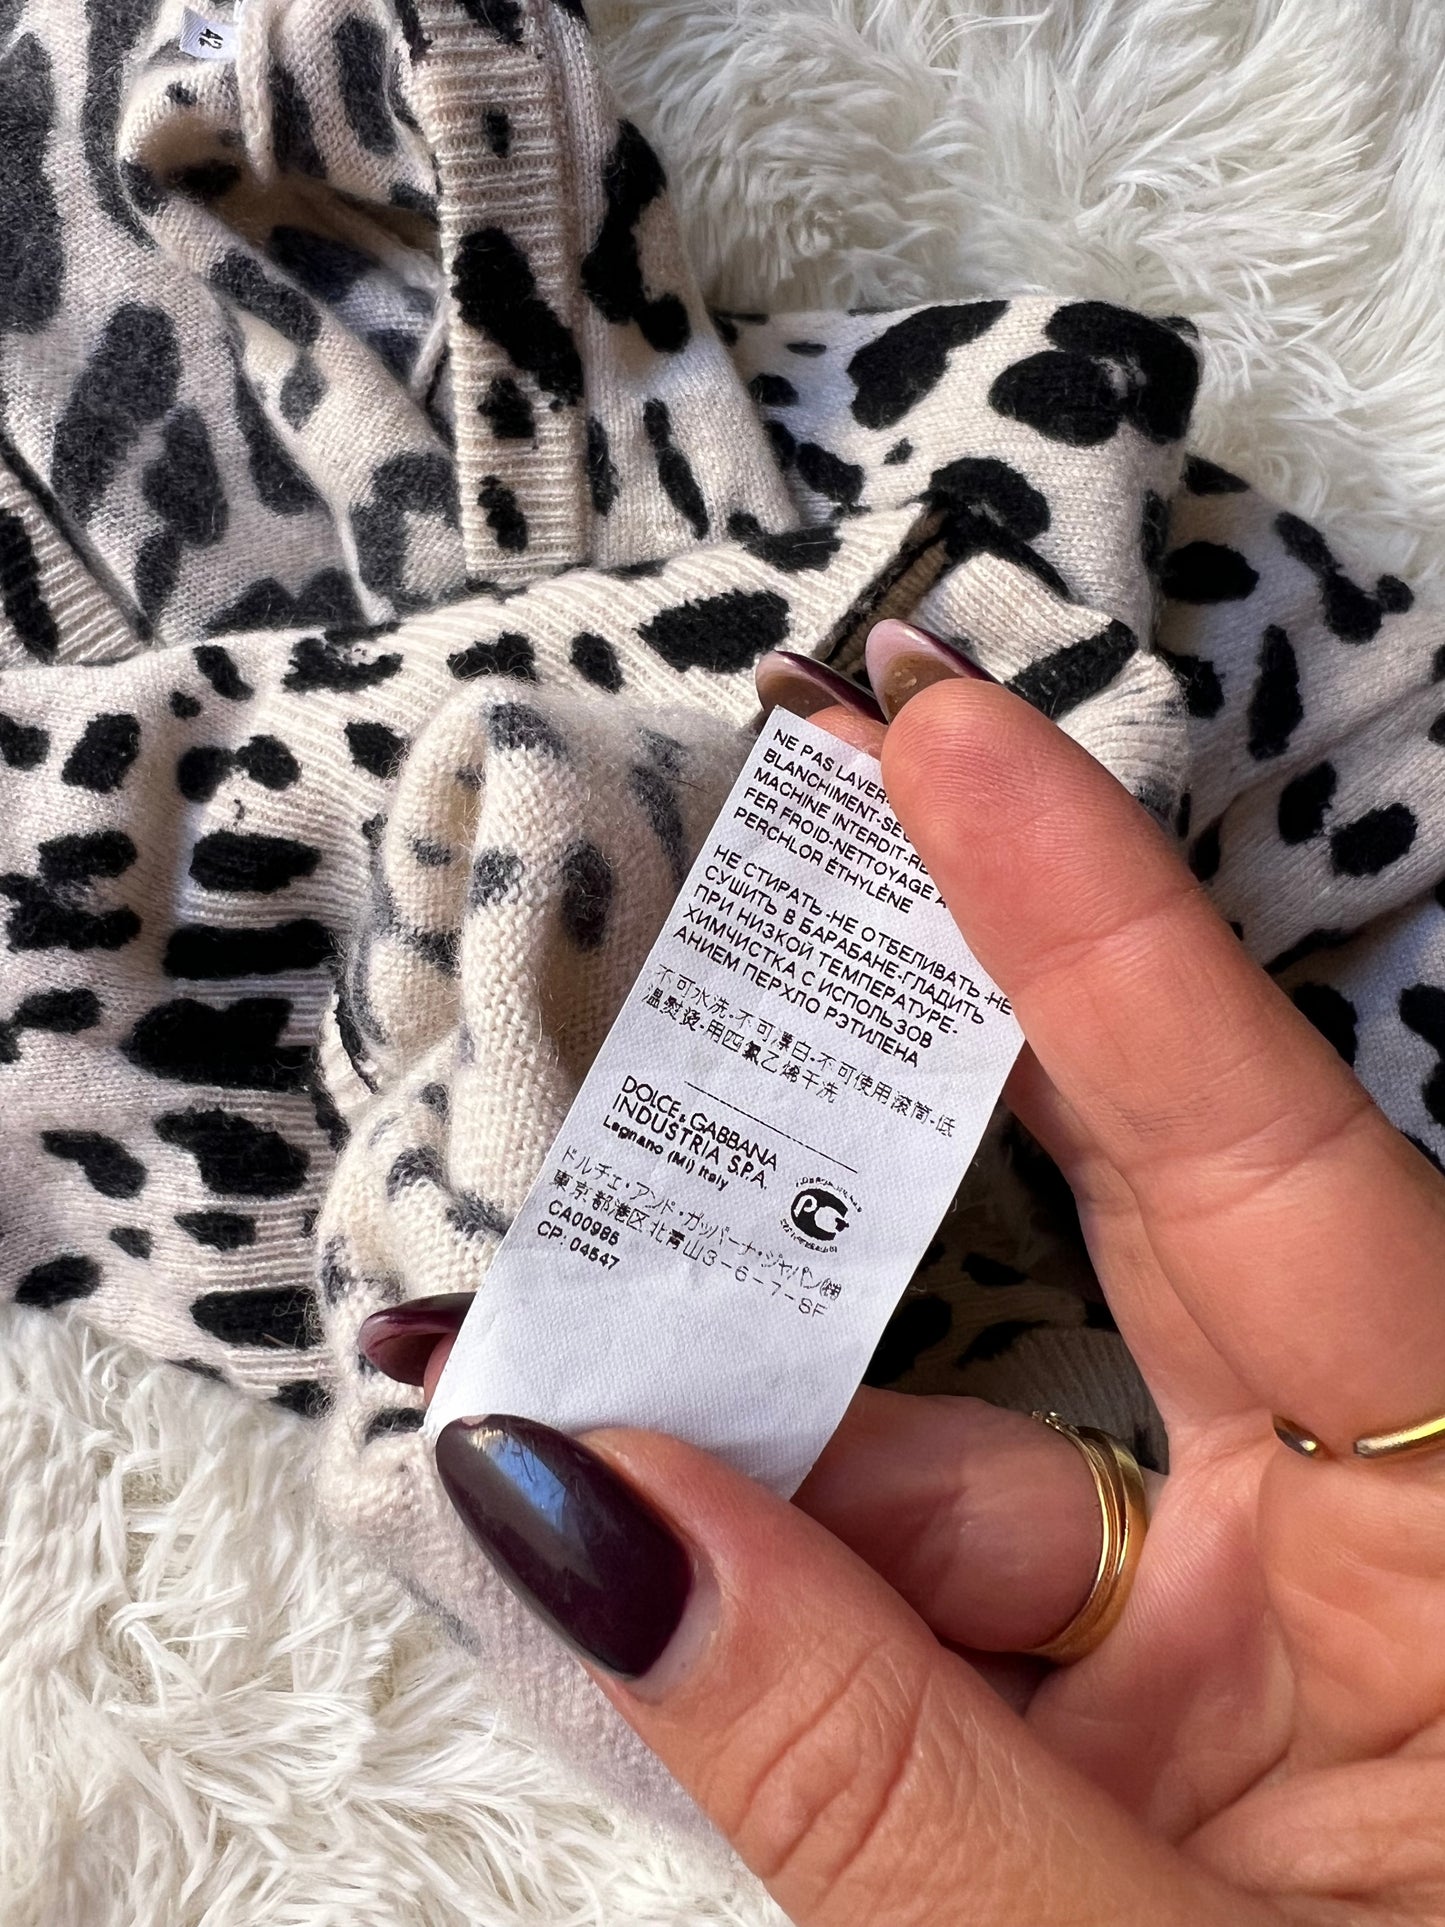 42
NE PAS LAVER-
BLANCHIMENT-SÉ
MACHINE INTERDIT-RE
FER FROID-NETTOYAGE A
PERCHLOR ÉTHYLÈNE
НЕ СТИРАТЬ-НЕ ОТБЕЛИВАТЬ-НЕ
СУШИТЬ В БАРАБАНЕ-ГЛАДИТЬ
ПРИ НИЗКОЙ ТЕМПЕРАТУРЕ-
ХИМЧИСТКА С ИСПОЛЬЗОВ
АНИЕМ ПЕРХЛО РЭТИЛЕНА
不可水洗-不可漂白-不可使用滚筒-低
温熨烫-用四氯乙烯干洗
DOLCE&GABBANA
INDUSTRIA S.P.A.
Legnano (MI) Italy
ドルチェ・アンド・ガッバーナ・ジャパン㈱
東京都港区北青山3-6-7-8F
CA00986
CP: 04547